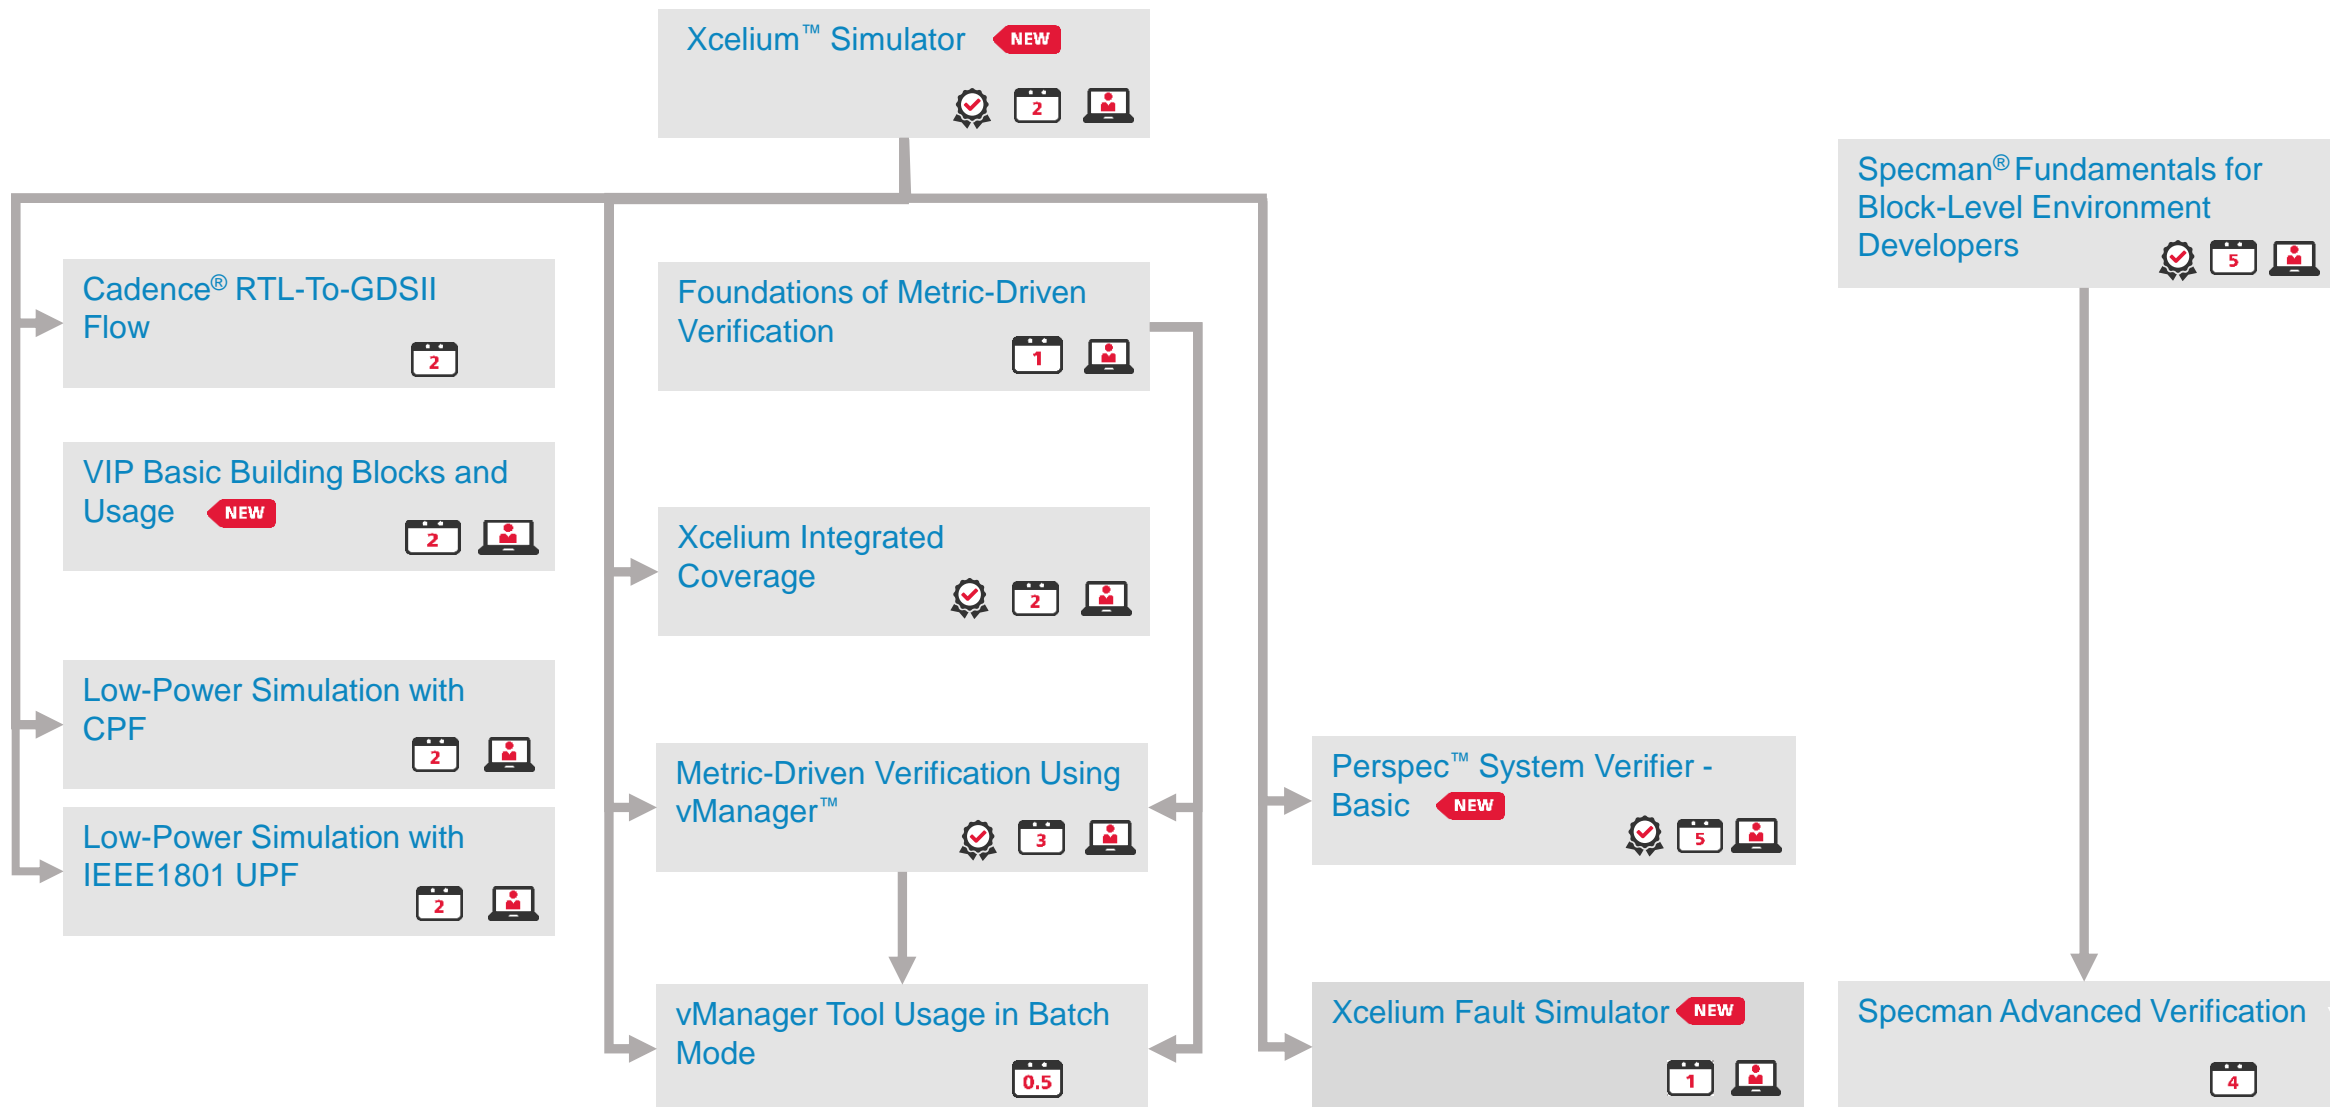 Xcelium™ Simulator NEW
2
Specman® Fundamentals for
Block-Level Environment
Developers
5
Cadence® RTL-To-GDSII
Flow
2
Foundations of Metric-Driven
Verification
1
VIP Basic Building Blocks and
Usage NEW
2
Xcelium Integrated
Coverage
2
Low-Power Simulation with
CPF
2
Metric-Driven Verification Using
vManager™
3
Perspec™ System Verifier -
Basic NEW
5
Low-Power Simulation with
IEEE1801 UPF
2
vManager Tool Usage in Batch
Mode
0.5
Xcelium Fault Simulator NEW
1
Specman Advanced Verification
4